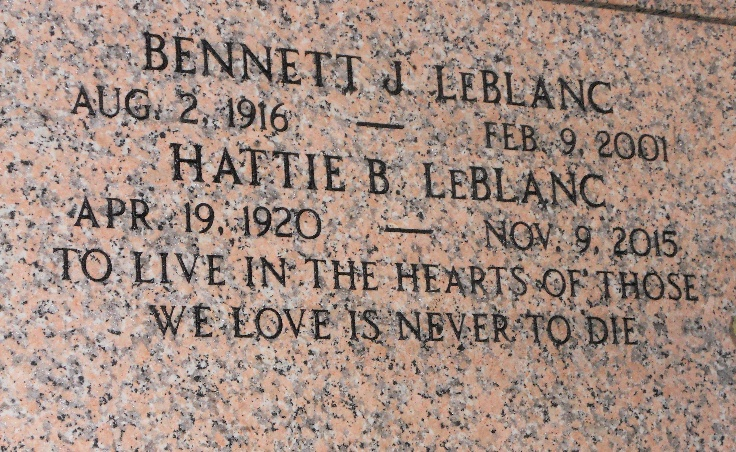 BENNETT J. LEBLANC
AUG. 2, 1916 — FEB. 9, 2001
HATTIE B. LEBLANC
APR. 19, 1920 — NOV. 9, 2015
TO LIVE IN THE HEARTS OF THOSE
WE LOVE IS NEVER TO DIE